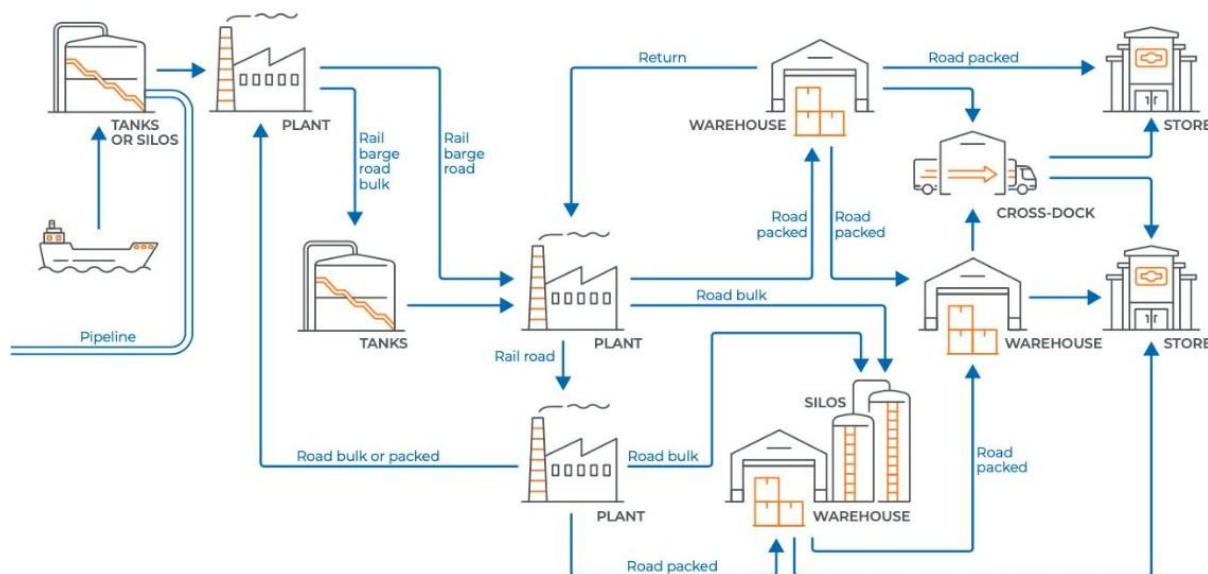 TANKS
OR SILOS
PLANT
Rail
barge
road
bulk
Rail
barge
road
Pipeline
Return
WAREHOUSE
Road packed
STORE
CROSS-DOCK
Road
packed
Road
packed
TANKS
PLANT
Road bulk
WAREHOUSE
STORE
Rail road
SILOS
Road bulk or packed
Road bulk
Road
packed
PLANT
WAREHOUSE
Road packed